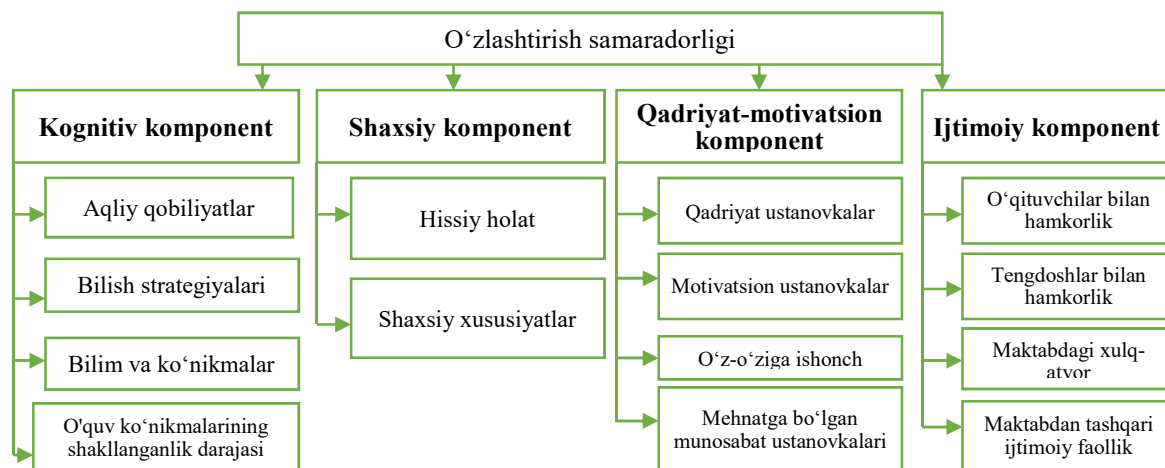 O‘zlashtirish samaradorligi
Kognitiv komponent
Aqliy qobiliyatlar
Bilish strategiyalari
Bilim va ko‘nikmalar
O'quv ko‘nikmalarining
shakllanganlik darajasi
Shaxsiy komponent
Hissiy holat
Shaxsiy xususiyatlar
Qadriyat-motivatsion
komponent
Qadriyat ustanovkalar
Motivatsion ustanovkalar
O‘z-o‘ziga ishonch
Mehnatga bo‘lgan
munosabat ustanovkalari
Ijtimoiy komponent
O‘qituvchilar bilan
hamkorlik
Tengdoshlar bilan
hamkorlik
Maktabdagi xulq-
atvor
Maktabdan tashqari
ijtimoiy faollik